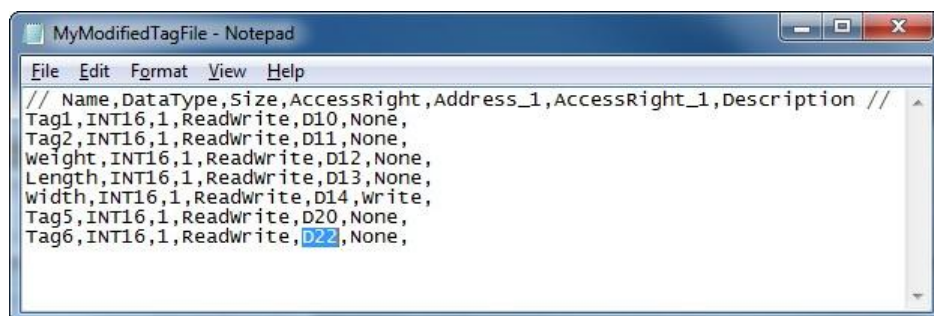 MyModifiedTagFile - Notepad
File Edit Format View Help
// Name,DataType,Size,AccessRight,Address_1,AccessRight_1,Description //
Tag1,INT16,1,ReadWrite,D10,None,
Tag2,INT16,1,ReadWrite,D11,None,
Weight,INT16,1,ReadWrite,D12,None,
Length,INT16,1,ReadWrite,D13,None,
Width,INT16,1,ReadWrite,D14,Write,
Tag5,INT16,1,ReadWrite,D20,None,
Tag6,INT16,1,ReadWrite,D22,None,